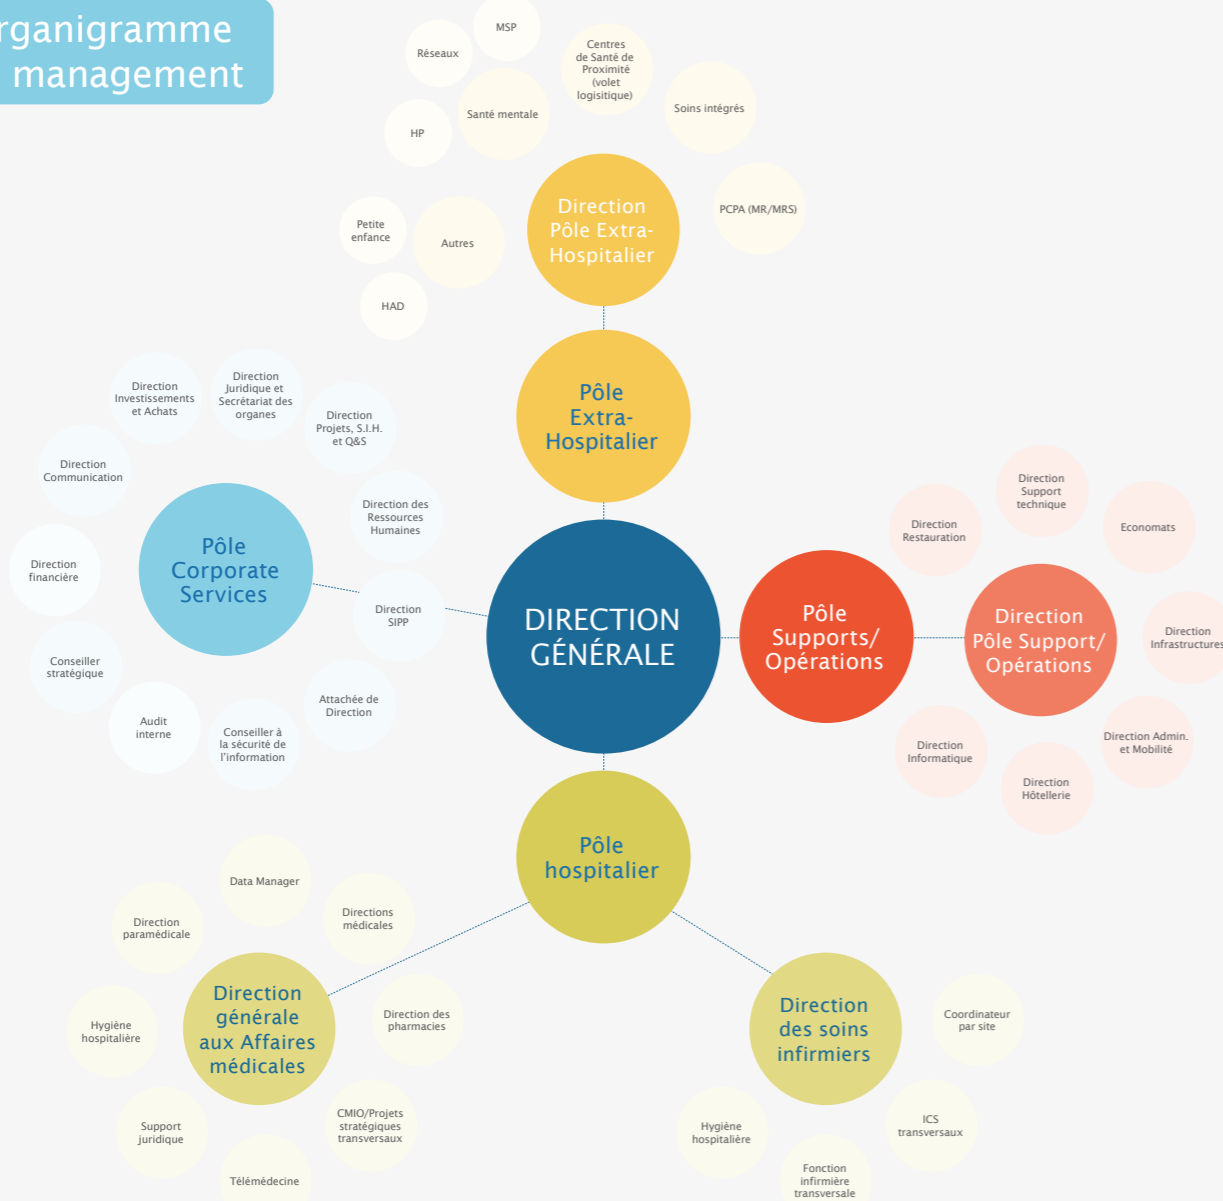 rganigramme
management
MSP
Réseaux
Centres
de Santé de
Proximité
(volet
logisitique)
Santé mentale
Soins intégrés
HP
PCPA (MR/MRS)
Petite
enfance
Autres
HAD
Direction
Pôle Extra-
Hospitalier
Pôle
Extra-
Hospitalier
Direction
Investissements
et Achats
Direction
Juridique et
Secrétariat des
organes
Direction
Projets, S.I.H.
et Q&S
Direction
Communication
Direction des
Ressources
Humaines
Direction
financière
Pôle
Corporate
Services
Direction
SIPP
Conseiller
stratégique
Attachée de
Direction
Audit
interne
Conseiller à
la sécurité de
l'information
DIRECTION
GÉNÉRALE
Pôle
Supports/
Opérations
Direction
Pôle Support/
Opérations
Direction
Restauration
Direction
Support
technique
Economats
Direction
Infrastructures
Direction Admin.
et Mobilité
Direction
Hôtellerie
Direction
Informatique
Pôle
hospitalier
Data Manager
Direction
paramédicale
Directions
médicales
Direction
générale
aux Affaires
médicales
Direction des
pharmacies
Hygiène
hospitalière
Support
juridique
CMIO/Projets
stratégiques
transversaux
Télémédecine
Direction
des soins
infirmiers
Coordinateur
par site
ICS
transversaux
Hygiène
hospitalière
Fonction
infirmière
transversale